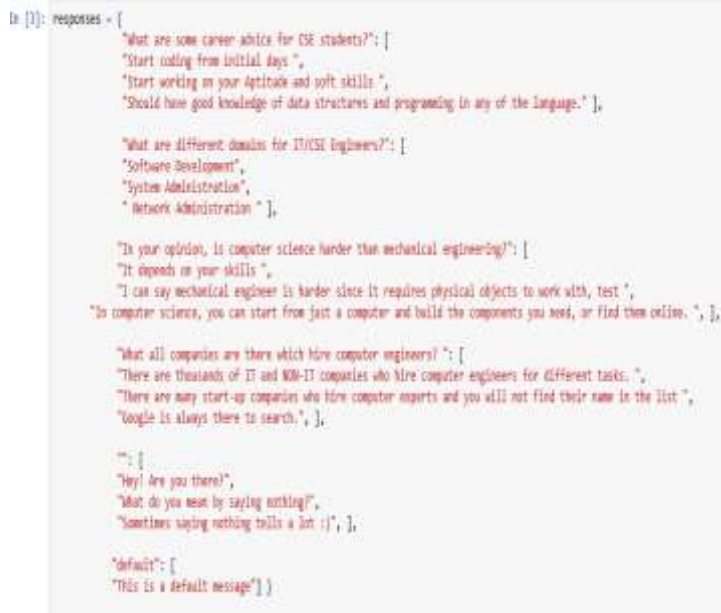 In [3]: responses = {
"What are some career advice for CSE students?": [
"Start coding from initial days ",
"Start working on your Aptitude and soft skills ",
"Should have good knowledge of data structures and programming in any of the language." ],
"What are different domains for IT/CSE Engineers?": [
"Software Development",
"System Administration",
" Network Administration " ],
"In your opinion, is computer science harder than mechanical engineering?": [
"It depends on your skills ",
"I can say mechanical engineer is harder since it requires physical objects to work with, test ",
"In computer science, you can start from just a computer and build the components you need, or find them online. ", ],
"What all companies are there which hire computer engineers? ": [
"There are thousands of IT and NON-IT companies who hire computer engineers for different tasks. ",
"There are many start-up companies who hire computer experts and you will not find their name in the list ",
"Google is always there to search.", ],
"": [
"Hey! Are you there?",
"What do you mean by saying nothing?",
"Sometimes saying nothing tells a lot :)", ],
"default": [
"This is a default message"] }